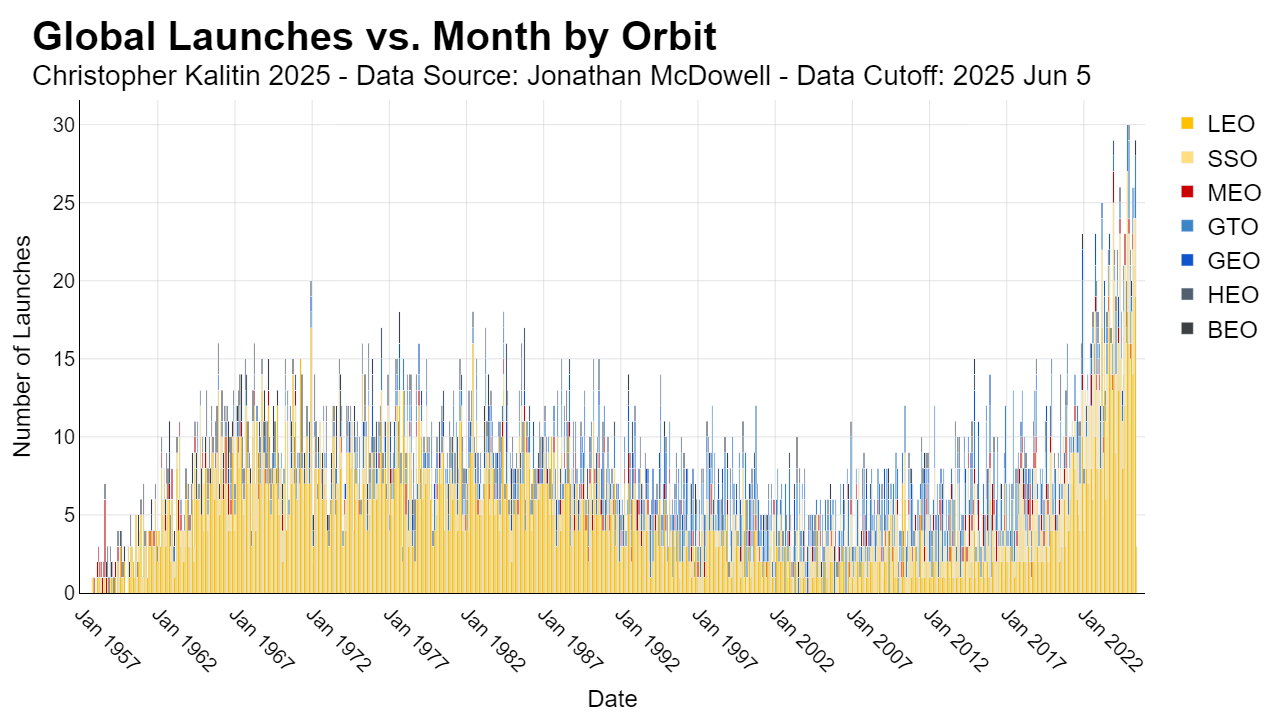 Global Launches vs. Month by Orbit
Christopher Kalitin 2025 - Data Source: Jonathan McDowell - Data Cutoff: 2025 Jun 5
Number of Launches
30
25
20
15
10
5
0
Jan 1957
Jan 1962
Jan 1967
Jan 1972
Jan 1977
Jan 1982
Jan 1987
Jan 1992
Jan 1997
Jan 2002
Jan 2007
Jan 2012
Jan 2017
Jan 2022
Date
LEO
SSO
MEO
GTO
GEO
HEO
BEO